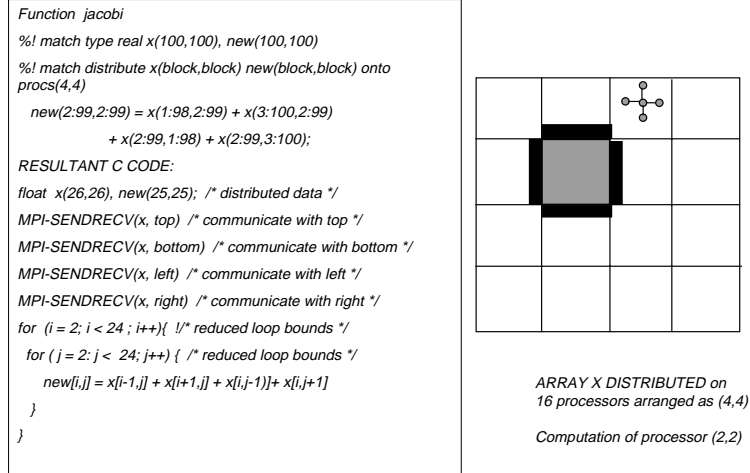 Function jacobi
%! match type real x(100,100), new(100,100)
%! match distribute x(block,block) new(block,block) onto
procs(4,4)
new(2:99,2:99) = x(1:98,2:99) + x(3:100,2:99)
+ x(2:99,1:98) + x(2:99,3:100);
RESULTANT C CODE:
float x(26,26), new(25,25); /* distributed data */
MPI-SENDRECV(x, top) /* communicate with top */
MPI-SENDRECV(x, bottom) /* communicate with bottom */
MPI-SENDRECV(x, left) /* communicate with left */
MPI-SENDRECV(x, right) /* communicate with right */
for (i = 2; i < 24 ; i++){ !/* reduced loop bounds */
for ( j = 2: j < 24; j++) { /* reduced loop bounds */
new[i,j] = x[i-1,j] + x[i+1,j] + x[i,j-1)]+ x[i,j+1]
}
}
ARRAY X DISTRIBUTED on
16 processors arranged as (4,4)
Computation of processor (2,2)